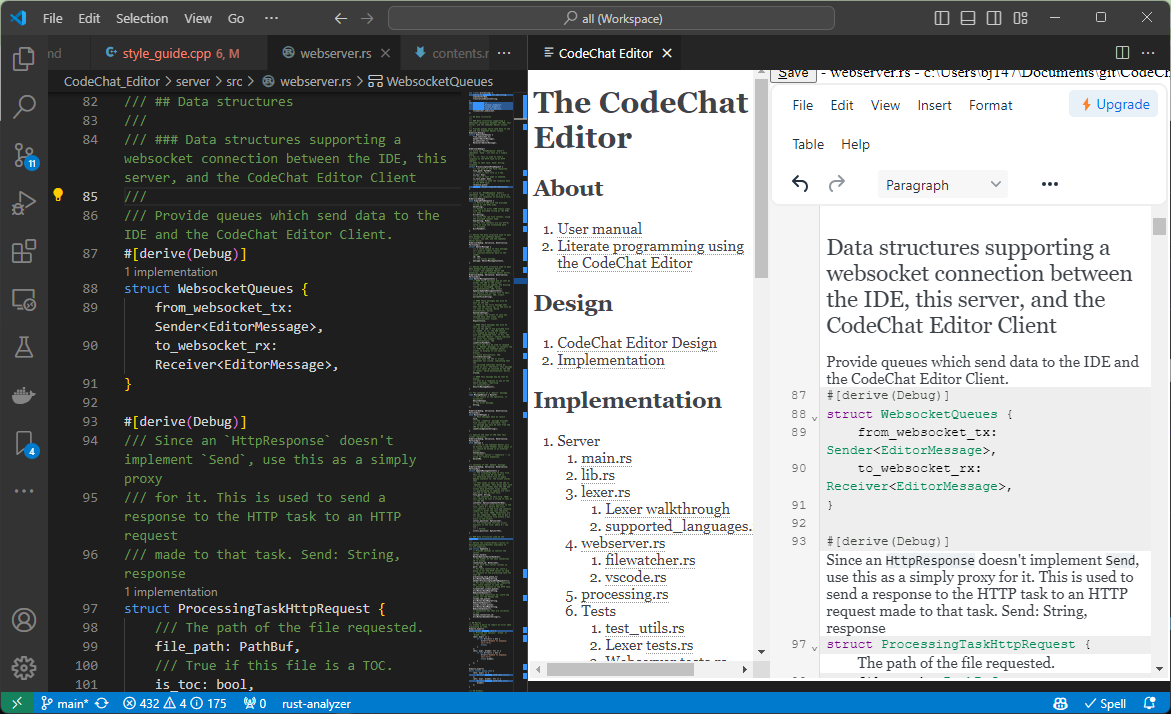 File Edit Selection View Go ··· all (Workspace)
nd style_guide.cpp 6, M webserver.rs contents.r ··· CodeChat Editor
CodeChat_Editor > server > src > webserver.rs > WebsocketQueues
82 /// ## Data structures
83 ///
84 /// ### Data structures supporting a
websocket connection between the IDE, this
server, and the CodeChat Editor Client
85 ///
86 /// Provide queues which send data to the
IDE and the CodeChat Editor Client.
87 #[derive(Debug)]
1 implementation
88 struct WebsocketQueues {
89 from_websocket_tx:
Sender<EditorMessage>,
90 to_websocket_rx:
Receiver<EditorMessage>,
91 }
92
93 #[derive(Debug)]
94 /// Since an `HttpResponse` doesn't
implement `Send`, use this as a simply
proxy
95 /// for it. This is used to send a
response to the HTTP task to an HTTP
request
96 /// made to that task. Send: String,
response
1 implementation
97 struct ProcessingTaskHttpRequest {
98 /// The path of the file requested.
99 file_path: PathBuf,
100 /// True if this file is a TOC.
101 is_toc: bool,
The CodeChat
Editor
About
1. User manual
2. Literate programming using
the CodeChat Editor
Design
1. CodeChat Editor Design
2. Implementation
Implementation
1. Server
1. main.rs
2. lib.rs
3. lexer.rs
1. Lexer walkthrough
2. supported_languages.
4. webserver.rs
1. filewatcher.rs
2. vscode.rs
5. processing.rs
6. Tests
1. test_utils.rs
2. Lexer tests.rs
3. Webserver tests.rs
Save - webserver.rs - c:\Users\bj147\Documents\git\CodeCh
File Edit View Insert Format Upgrade
Table Help
Paragraph
Data structures supporting a
websocket connection between
the IDE, this server, and the
CodeChat Editor Client
Provide queues which send data to the IDE and
the CodeChat Editor Client.
87 #[derive(Debug)]
88 struct WebsocketQueues {
89 from_websocket_tx:
Sender<EditorMessage>,
90 to_websocket_rx:
Receiver<EditorMessage>,
91 }
92
93 #[derive(Debug)]
Since an HttpResponse doesn't implement Send,
use this as a simply proxy for it. This is used to
send a response to the HTTP task to an HTTP
request made to that task. Send: String,
response
97 struct ProcessingTaskHttpRequest {
The path of the file requested.
11
4
main* 432 4 175 0 rust-analyzer Spell